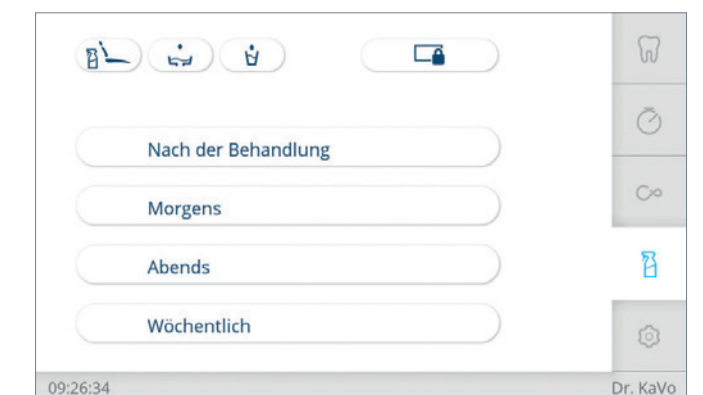 Nach der Behandlung
Morgens
Abends
Wöchentlich
09:26:34 Dr. KaVo